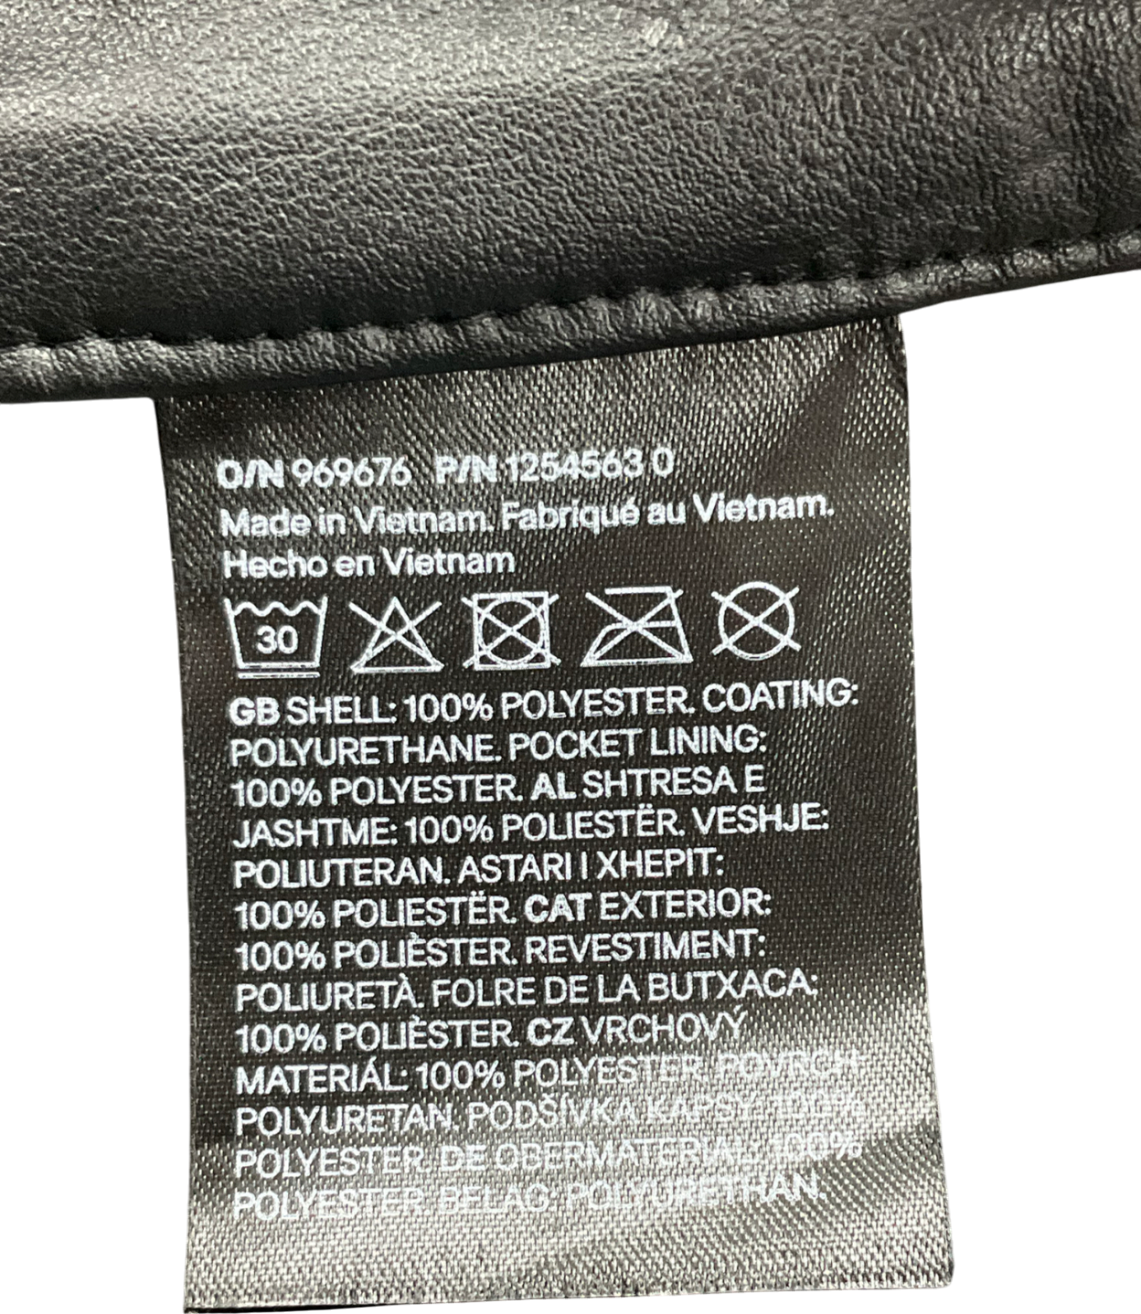 O/N 969676 P/N 1254563 0
Made in Vietnam. Fabriqué au Vietnam.
Hecho en Vietnam
30
GB SHELL: 100% POLYESTER. COATING:
POLYURETHANE. POCKET LINING:
100% POLYESTER. AL SHTRESA E
JASHTME: 100% POLIESTËR. VESHJE:
POLIUTERAN. ASTARI I XHEPIT:
100% POLIESTËR. CAT EXTERIOR:
100% POLIÈSTER. REVESTIMENT:
POLIURETÀ. FOLRE DE LA BUTXACA:
100% POLIÈSTER. CZ VRCHOVÝ
MATERIÁL: 100% POLYESTER. POVRCH:
POLYURETAN. PODŠÍVKA KAPSY: 100%
POLYESTER. DE OBERMATERIAL: 100%
POLYESTER. BELAG: POLYURETHAN.